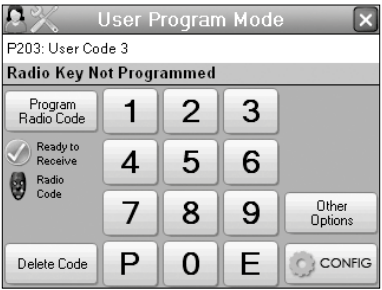 User Program Mode
P203: User Code 3
Radio Key Not Programmed
Program
Radio Code
1
2
3
Ready to
Receive
Radio
Code
4
5
6
7
8
9
Other
Options
Delete Code
P
0
E
CONFIG